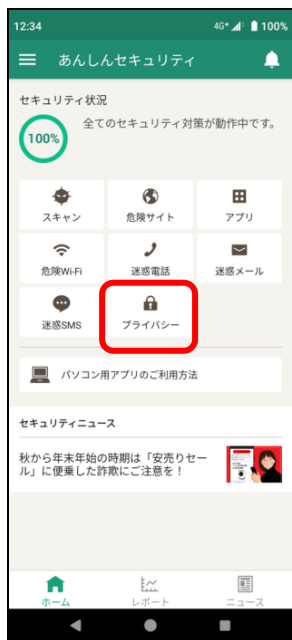 12:34 4G+ 100%
あんしんセキュリティ
セキュリティ状況
100%
全てのセキュリティ対策が動作中です。
スキャン 危険サイト アプリ
危険Wi-Fi 迷惑電話 迷惑メール
迷惑SMS プライバシー
パソコン用アプリのご利用方法
セキュリティニュース
秋から年末年始の時期は「安売りセー
ル」に便乗した詐欺にご注意を！
ホーム レポート ニュース